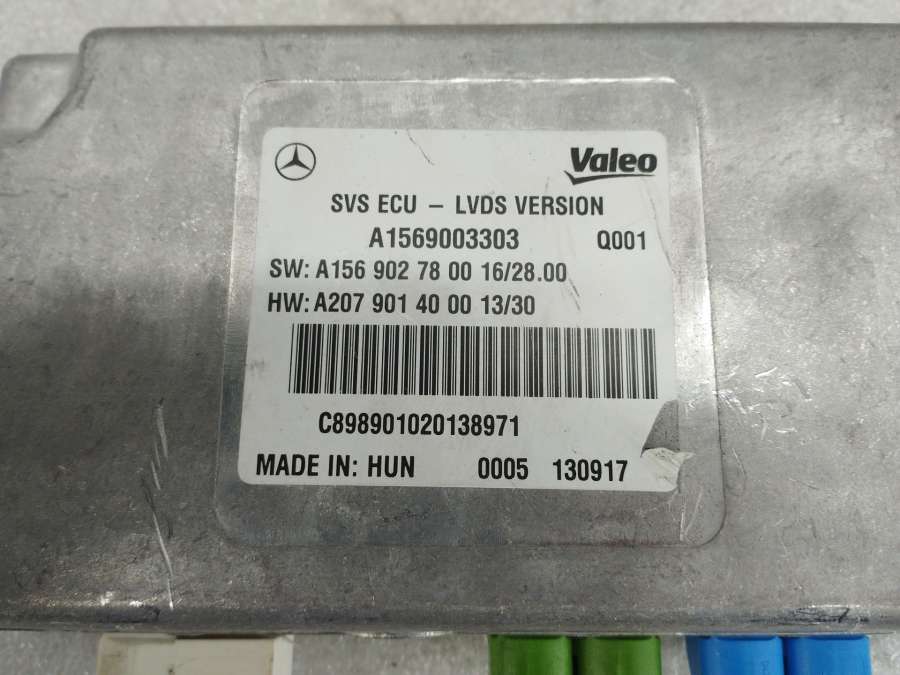 Valeo
SVS ECU – LVDS VERSION
A1569003303 Q001
SW: A156 902 78 00 16/28.00
HW: A207 901 40 00 13/30
C898901020138971
MADE IN: HUN 0005 130917